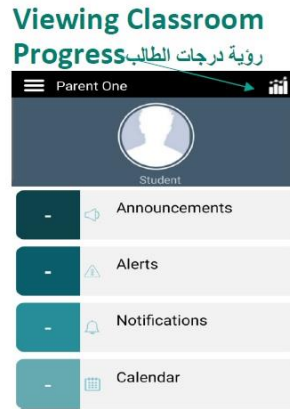 Viewing Classroom
Progress رؤية درجات الطالب
Parent One
Student
- Announcements
- Alerts
- Notifications
- Calendar